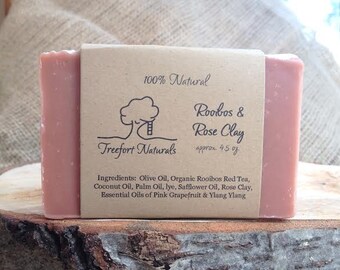 100% Natural
Rooibos &
Rose Clay
approx. 4.5 oz.
Treefort Naturals
Ingredients: Olive Oil, Organic Rooibos Red Tea,
Coconut Oil, Palm Oil, lye, Safflower Oil, Rose Clay,
Essential Oils of Pink Grapefruit & Ylang Ylang